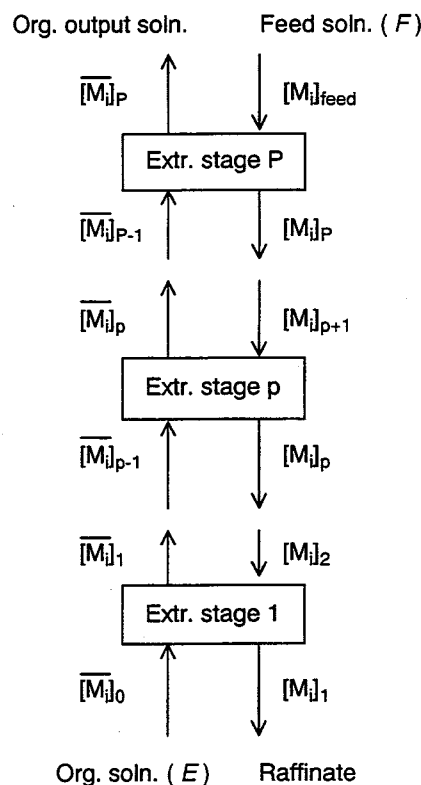 Org. output soln. Feed soln. ( F )
[M̅i̅]P [Mi]feed
Extr. stage P
[M̅i̅]P-1 [Mi]P
[M̅i̅]p [Mi]p+1
Extr. stage p
[M̅i̅]p-1 [Mi]p
[M̅i̅]1 [Mi]2
Extr. stage 1
[M̅i̅]0 [Mi]1
Org. soln. ( E ) Raffinate